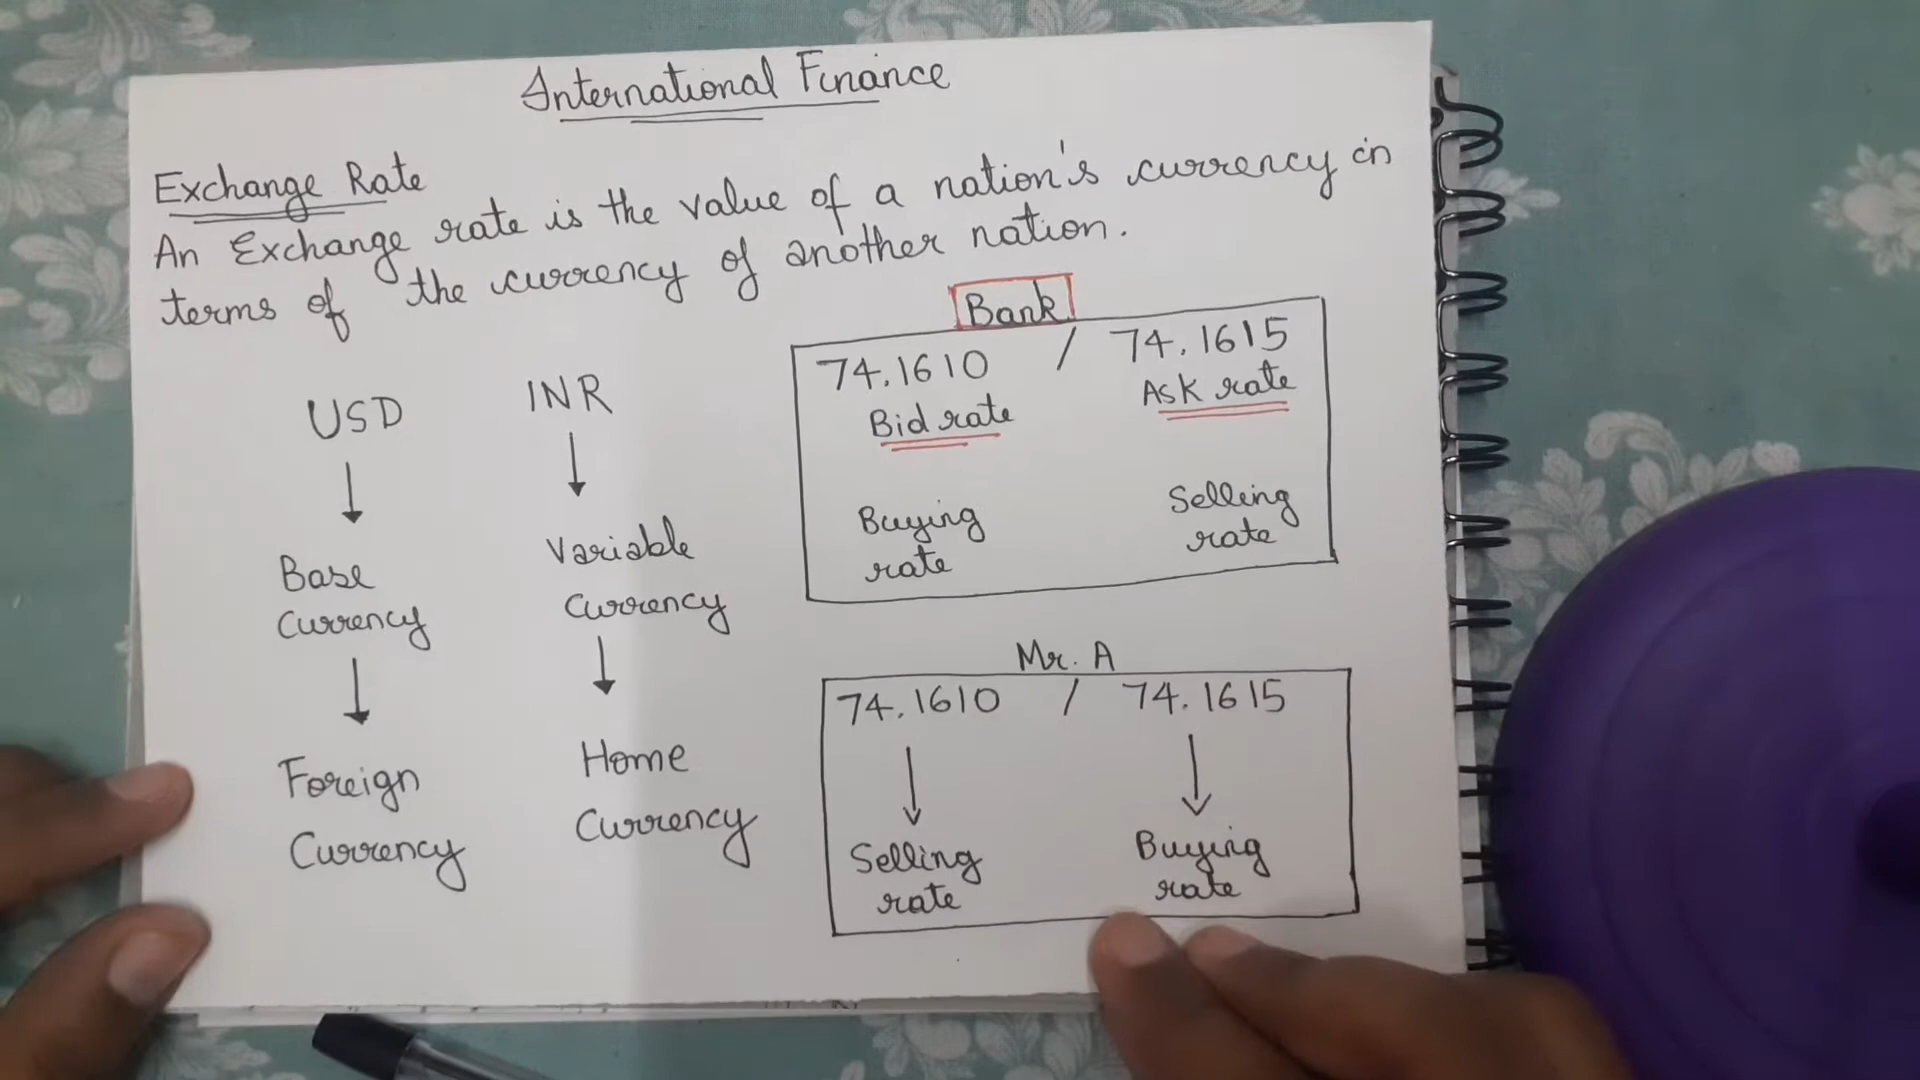 International Finance
Exchange Rate
An Exchange rate is the value of a nation's currency in
terms of the currency of another nation.
USD
INR
Base
Currency
Variable
Currency
Foreign
Currency
Home
Currency
Bank
74.1610 / 74.1615
Bid rate
Ask rate
Buying
rate
Selling
rate
Mr. A
74.1610 / 74.1615
Selling
rate
Buying
rate